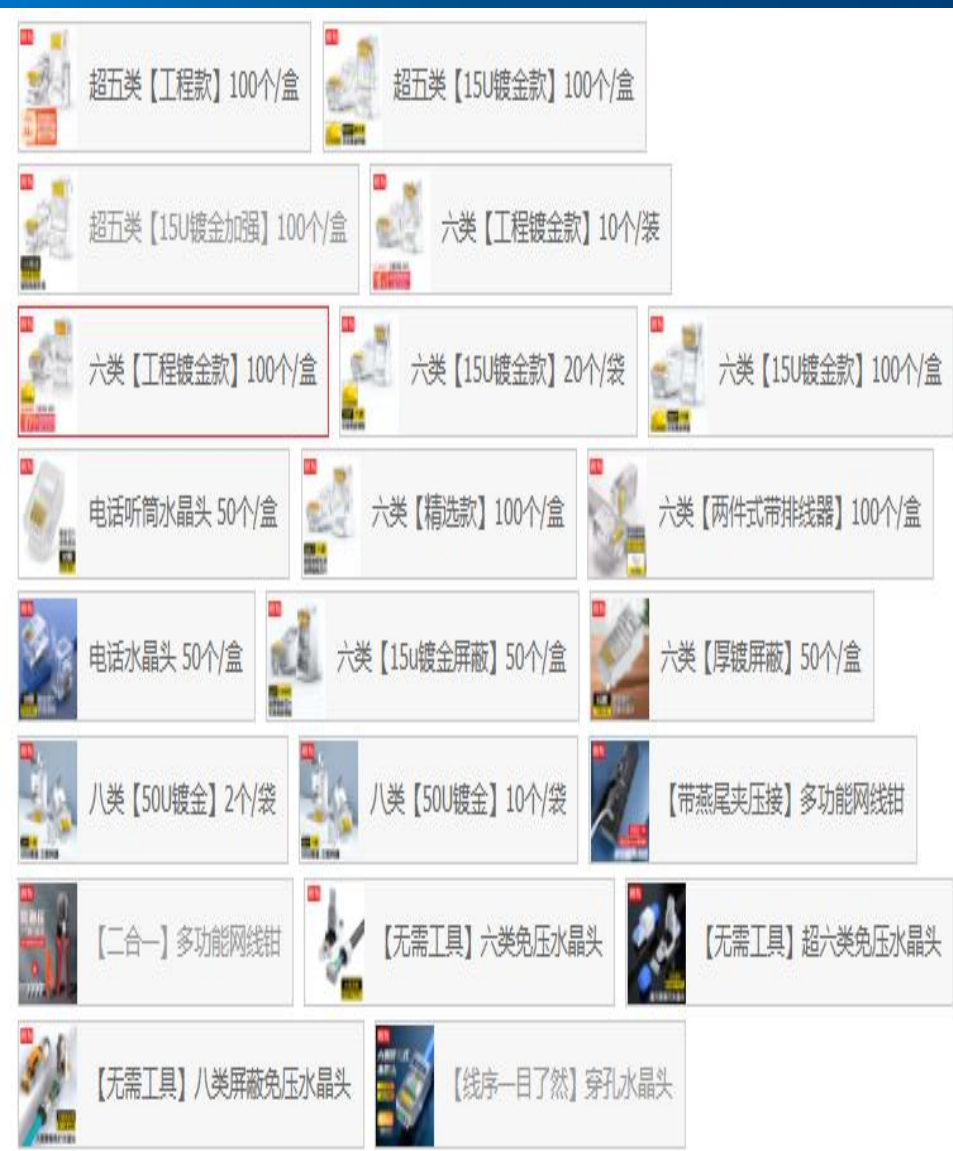 超五类【工程款】100个/盒
超五类【15U镀金款】100个/盒
超五类【15U镀金加强】100个/盒
六类【工程镀金款】10个/装
六类【工程镀金款】100个/盒
六类【15U镀金款】20个/袋
六类【15U镀金款】100个/盒
电话听筒水晶头 50个/盒
六类【精选款】100个/盒
六类【两件式带排线器】100个/盒
电话水晶头 50个/盒
六类【15u镀金屏蔽】50个/盒
六类【厚镀屏蔽】50个/盒
八类【50U镀金】2个/袋
八类【50U镀金】10个/袋
【带燕尾夹压接】多功能网线钳
【二合一】多功能网线钳
【无需工具】六类免压水晶头
【无需工具】超六类免压水晶头
【无需工具】八类屏蔽免压水晶头
【线序一目了然】穿孔水晶头